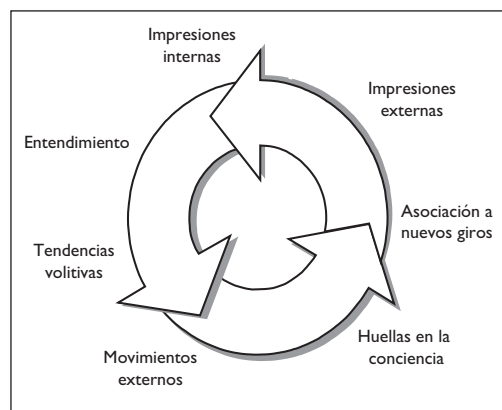 Impresiones
internas
Impresiones
externas
Entendimiento
Asociación a
nuevos giros
Tendencias
volitivas
Huellas en la
conciencia
Movimientos
externos